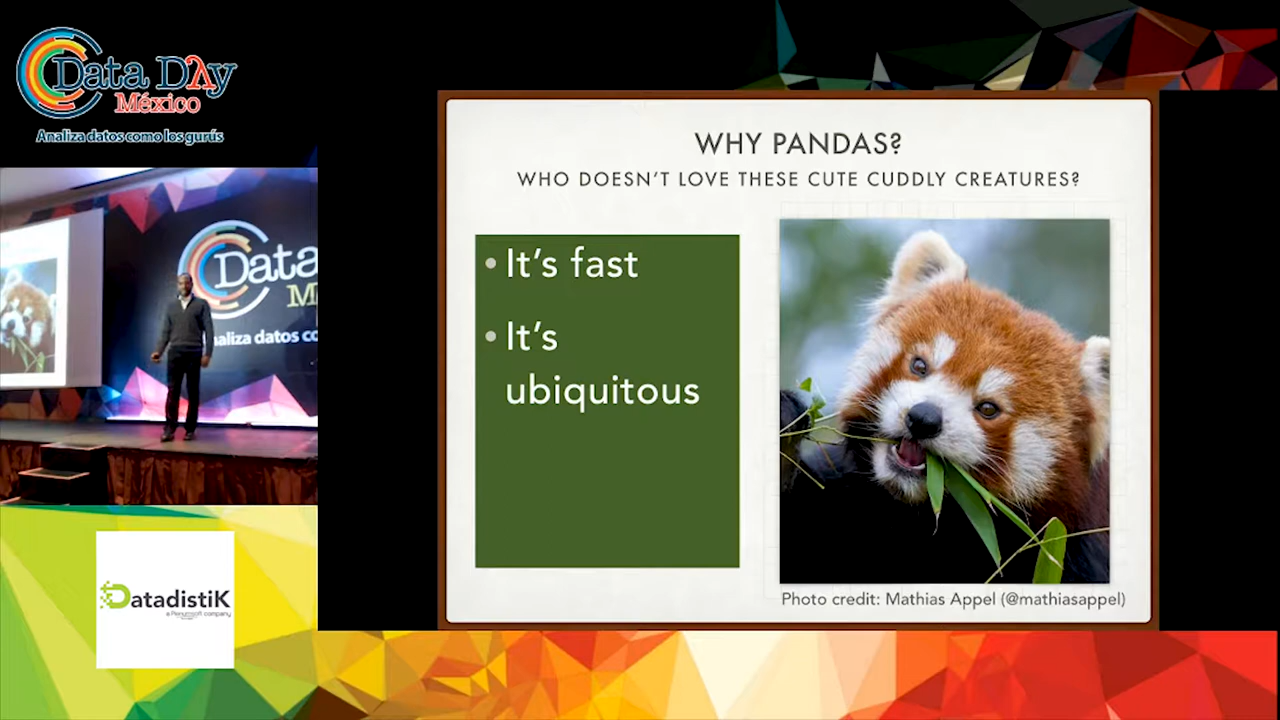 Data Day
México
Analiza datos como los gurús
Data
M
naliza datos co
WHY PANDAS?
WHO DOESN'T LOVE THESE CUTE CUDDLY CREATURES?
• It's fast
• It's
ubiquitous
Photo credit: Mathias Appel (@mathiasappel)
DatadistiK